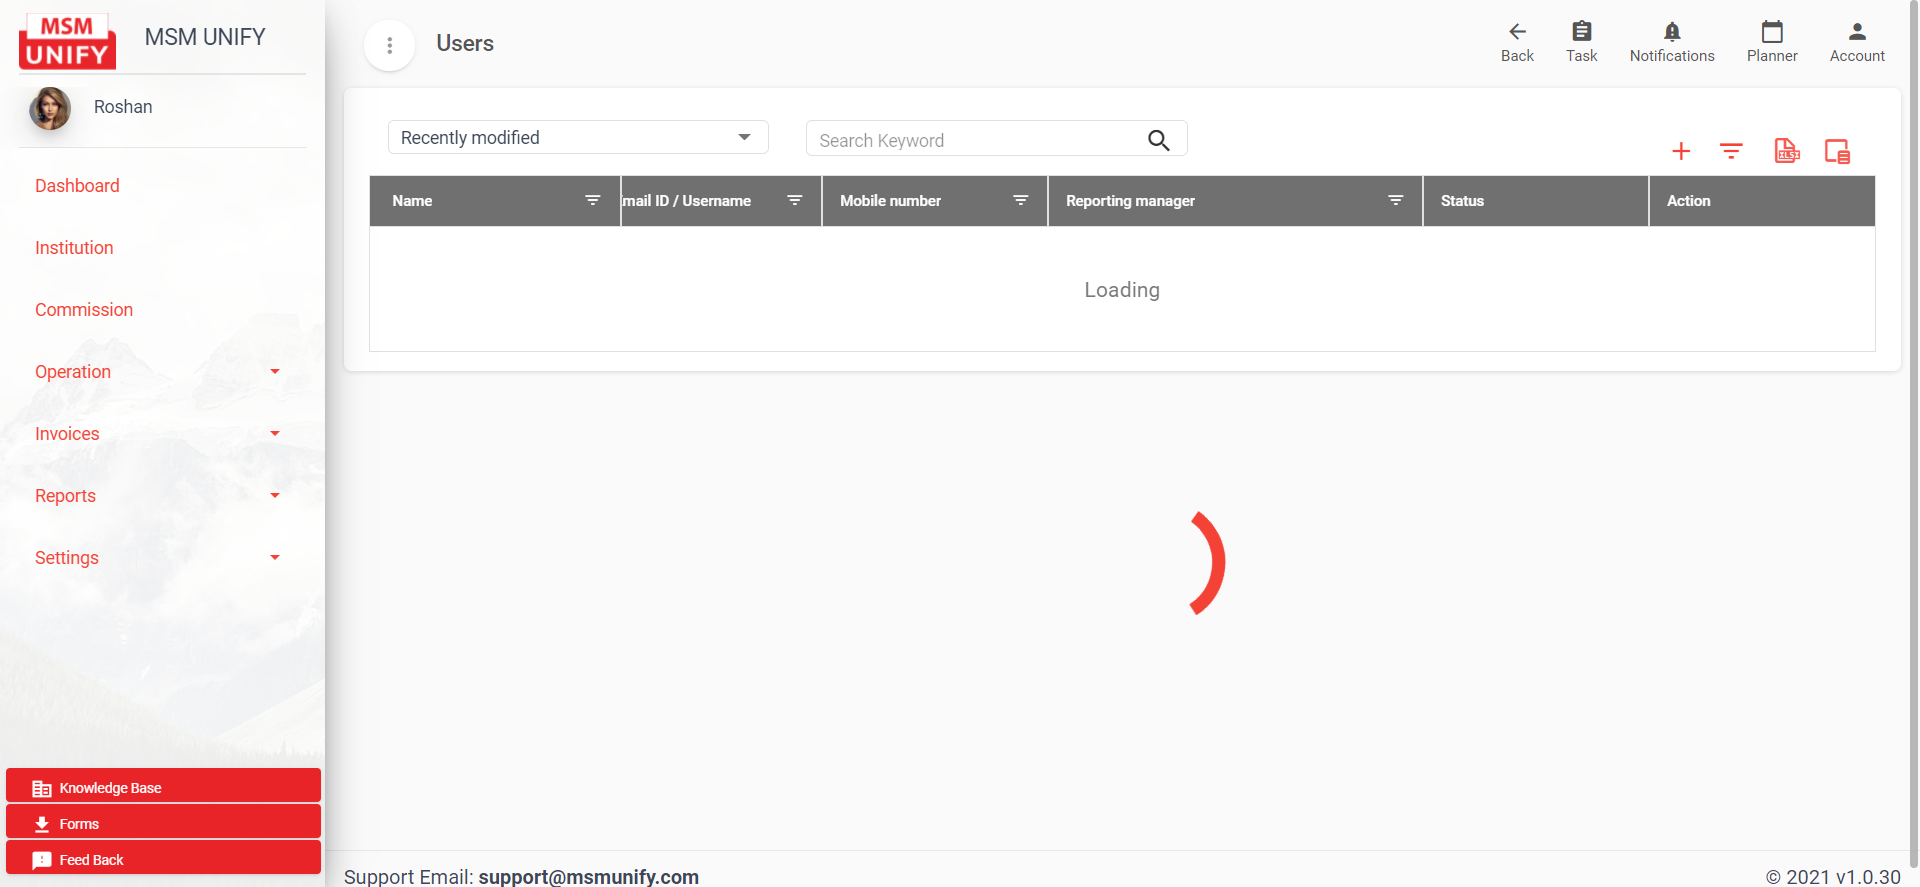 MSM
UNIFY
MSM UNIFY
Roshan
Dashboard
Institution
Commission
Operation
Invoices
Reports
Settings
Knowledge Base
Forms
Feed Back
Users
Back
Task
Notifications
Planner
Account
Recently modified
Search Keyword
Name
mail ID / Username
Mobile number
Reporting manager
Status
Action
Loading
Support Email: support@msmunify.com
© 2021 v1.0.30